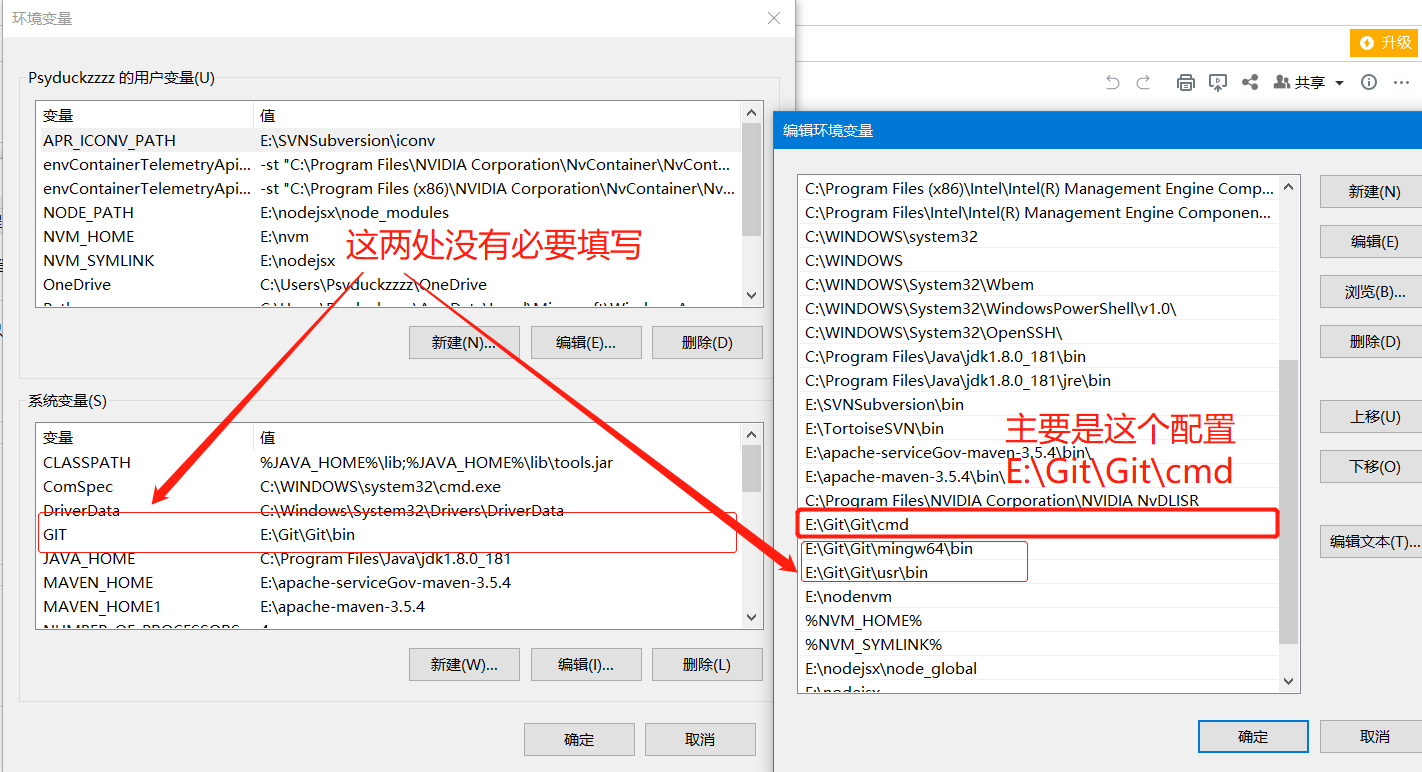 环境变量
升级
共享
Psyduckzzzz 的用户变量(U)
变量 值
APR_ICONV_PATH E:\SVNSubversion\iconv
envContainerTelemetryApi... -st "C:\Program Files\NVIDIA Corporation\NvContainer\NvCont...
envContainerTelemetryApi... -st "C:\Program Files (x86)\NVIDIA Corporation\NvContainer\Nv...
NODE_PATH E:\nodejsx\node_modules
NVM_HOME E:\nvm
NVM_SYMLINK E:\nodejsx
OneDrive C:\Users\Psyduckzzzz\OneDrive
这两处没有必要填写
新建(N)... 编辑(E)... 删除(D)
系统变量(S)
变量 值
CLASSPATH %JAVA_HOME%\lib;%JAVA_HOME%\lib\tools.jar
ComSpec C:\WINDOWS\system32\cmd.exe
DriverData C:\Windows\System32\Drivers\DriverData
GIT E:\Git\Git\bin
JAVA_HOME C:\Program Files\Java\jdk1.8.0_181
MAVEN_HOME E:\apache-serviceGov-maven-3.5.4
MAVEN_HOME1 E:\apache-maven-3.5.4
NUMBER_OF_PROCESSORS 4
新建(W)... 编辑(I)... 删除(L)
确定 取消
编辑环境变量
C:\Program Files (x86)\Intel\Intel(R) Management Engine Comp...
C:\Program Files\Intel\Intel(R) Management Engine Componen...
C:\WINDOWS\system32
C:\WINDOWS
C:\WINDOWS\System32\Wbem
C:\WINDOWS\System32\WindowsPowerShell\v1.0\
C:\WINDOWS\System32\OpenSSH\
C:\Program Files\Java\jdk1.8.0_181\bin
C:\Program Files\Java\jdk1.8.0_181\jre\bin
E:\SVNSubversion\bin
E:\TortoiseSVN\bin
E:\apache-serviceGov-maven-3.5.4\bin\
E:\apache-maven-3.5.4\bin\
C:\Program Files\NVIDIA Corporation\NVIDIA NvDLISR
E:\Git\Git\cmd
E:\Git\Git\mingw64\bin
E:\Git\Git\usr\bin
E:\nodenvm
%NVM_HOME%
%NVM_SYMLINK%
E:\nodejsx\node_global
E:\nodejsx
主要是这个配置
E:\Git\Git\cmd
新建(N)
编辑(E)
浏览(B)...
删除(D)
上移(U)
下移(O)
编辑文本(T)...
确定 取消